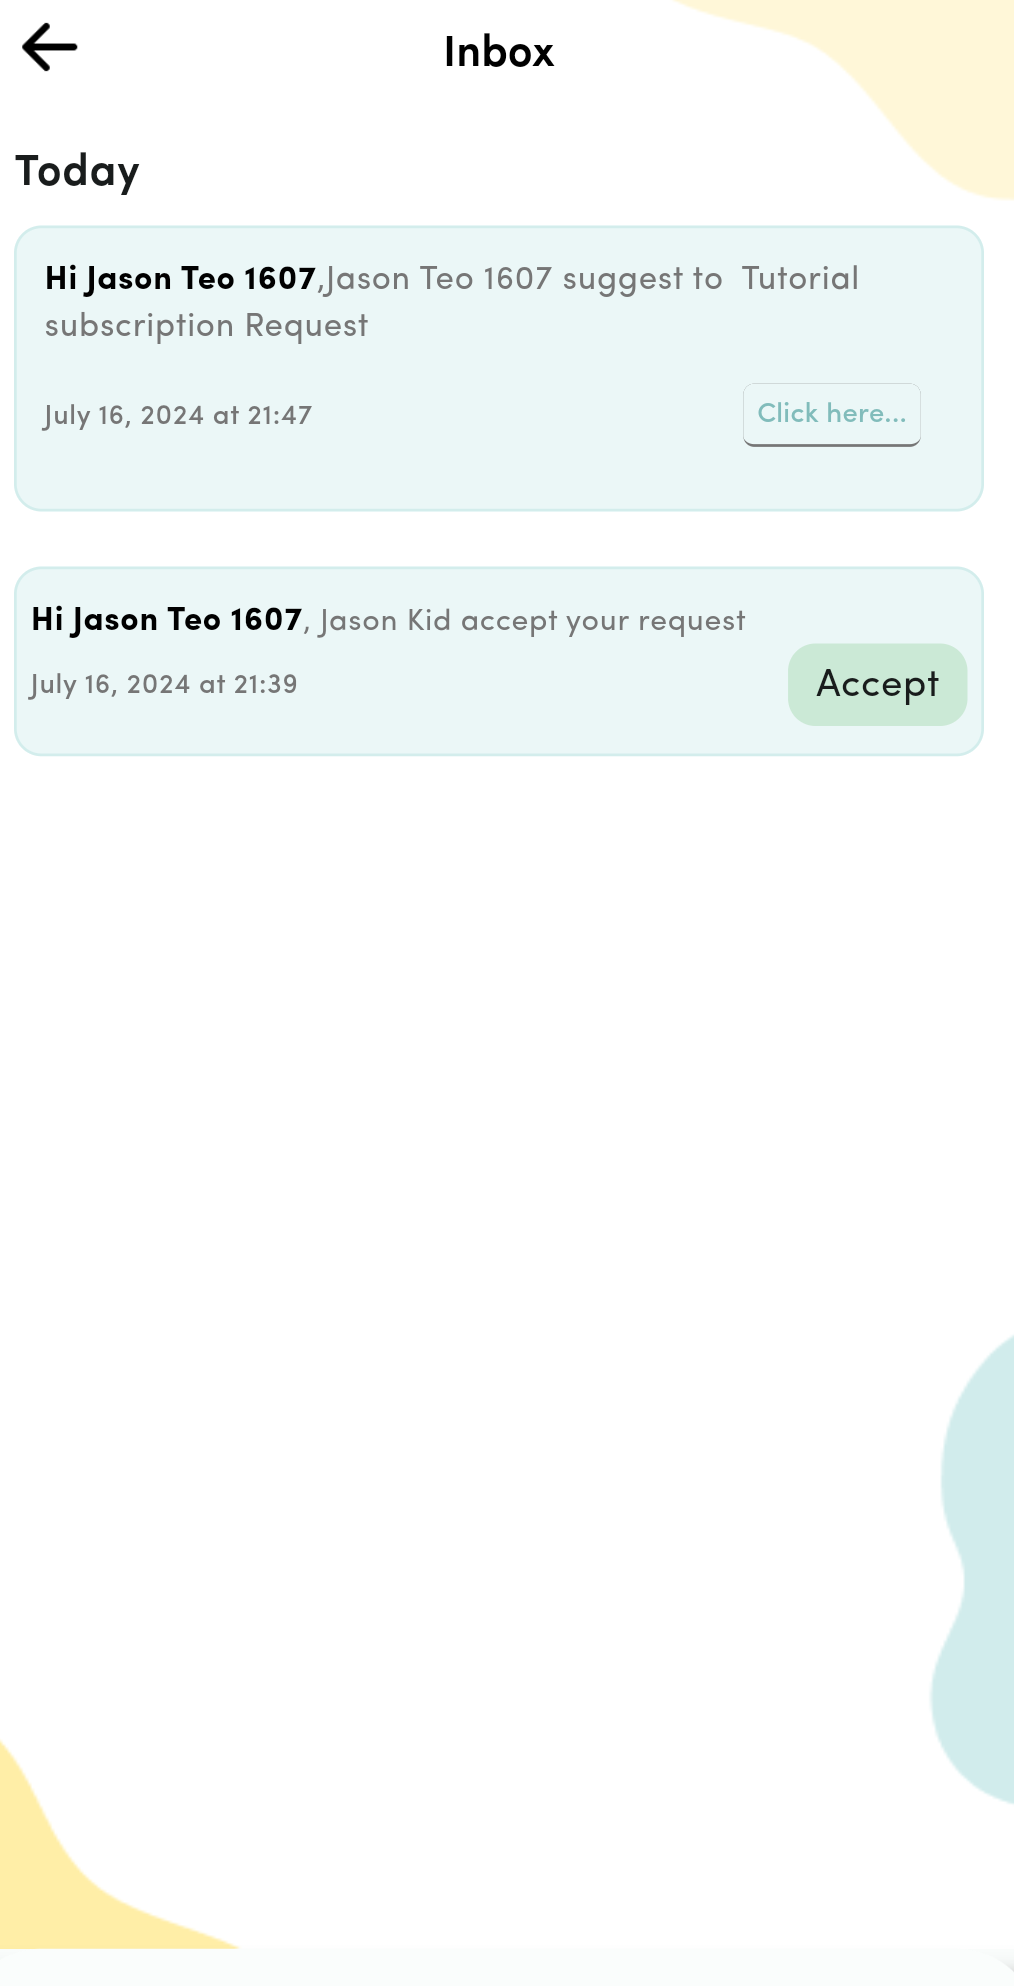 Inbox
Today
Hi Jason Teo 1607,Jason Teo 1607 suggest to  Tutorial
subscription Request
July 16, 2024 at 21:47
Click here...
Hi Jason Teo 1607, Jason Kid accept your request
July 16, 2024 at 21:39
Accept